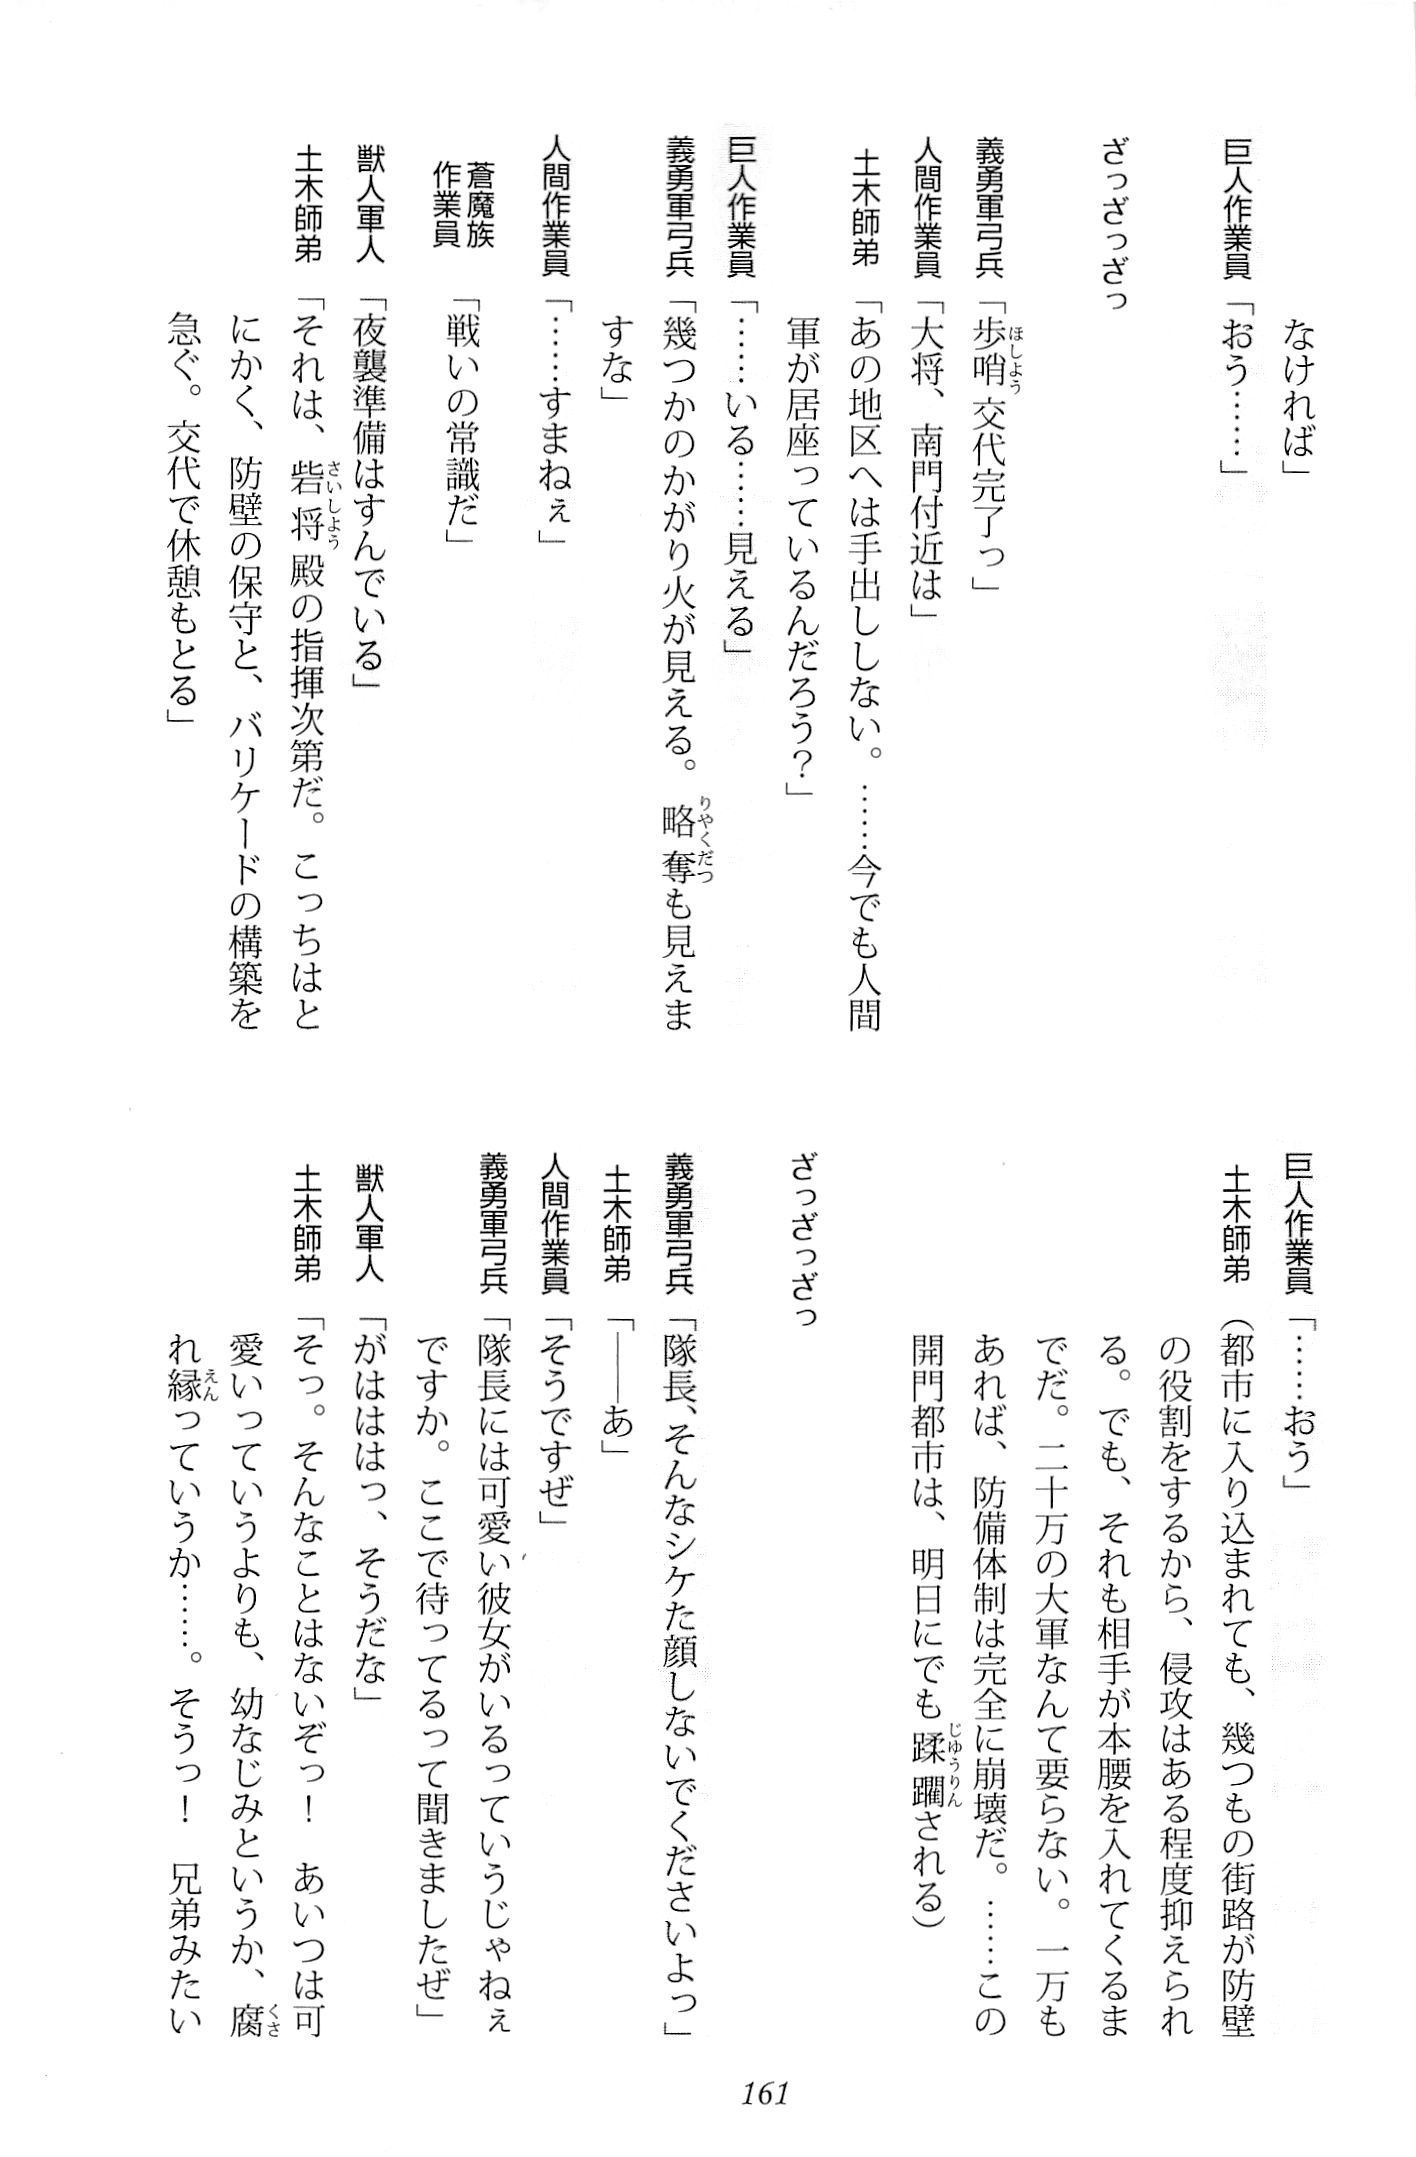 なければ」
巨人作業員「おう……」
ざっざっざっ
義勇軍弓兵「歩哨交代完了っ」
人間作業員「大将、南門付近は」
土木師弟「あの地区へは手出ししない。……今でも人間
軍が居座っているんだろう？」
巨人作業員「……いる……見える」
義勇軍弓兵「幾つかのかがり火が見える。略奪も見えま
すな」
人間作業員「……すまねぇ」
蒼魔族作業員「戦いの常識だ」
獣人軍人「夜襲準備はすんでいる」
土木師弟「それは、砦将殿の指揮次第だ。こっちはと
にかく、防壁の保守と、バリケードの構築を
急ぐ。交代で休憩もとる」
巨人作業員「……おう」
土木師弟（都市に入り込まれても、幾つもの街路が防壁
の役割をするから、侵攻はある程度抑えられ
る。でも、それも相手が本腰を入れてくるま
でだ。二十万の大軍なんて要らない。一万も
あれば、防備体制は完全に崩壊だ。……この
開門都市は、明日にでも蹂躙される）
ざっざっざっ
義勇軍弓兵「隊長、そんなシケた顔しないでくださいよっ」
土木師弟「――あ」
人間作業員「そうですぜ」
義勇軍弓兵「隊長には可愛い彼女がいるっていうじゃねぇ
ですか。ここで待ってるって聞きましたぜ」
獣人軍人「がはははっ、そうだな」
土木師弟「そっ。そんなことはないぞっ！　あいつは可
愛いっていうよりも、幼なじみというか、腐
れ縁っていうか……。そうっ！　兄弟みたい
161